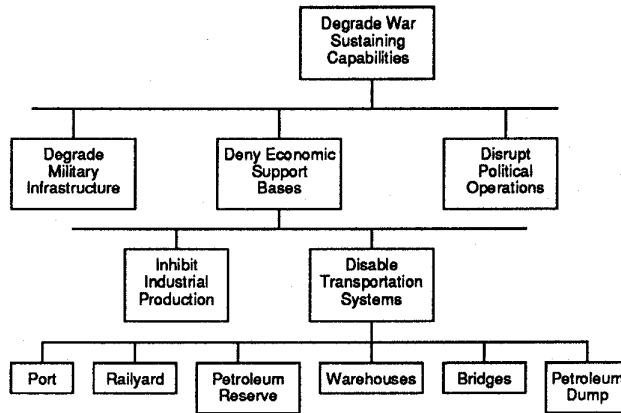 Degrade War
Sustaining
Capabilities
Degrade
Military
Infrastructure
Deny Economic
Support
Bases
Disrupt
Political
Operations
Inhibit
Industrial
Production
Disable
Transportation
Systems
Port
Railyard
Petroleum
Reserve
Warehouses
Bridges
Petroleum
Dump